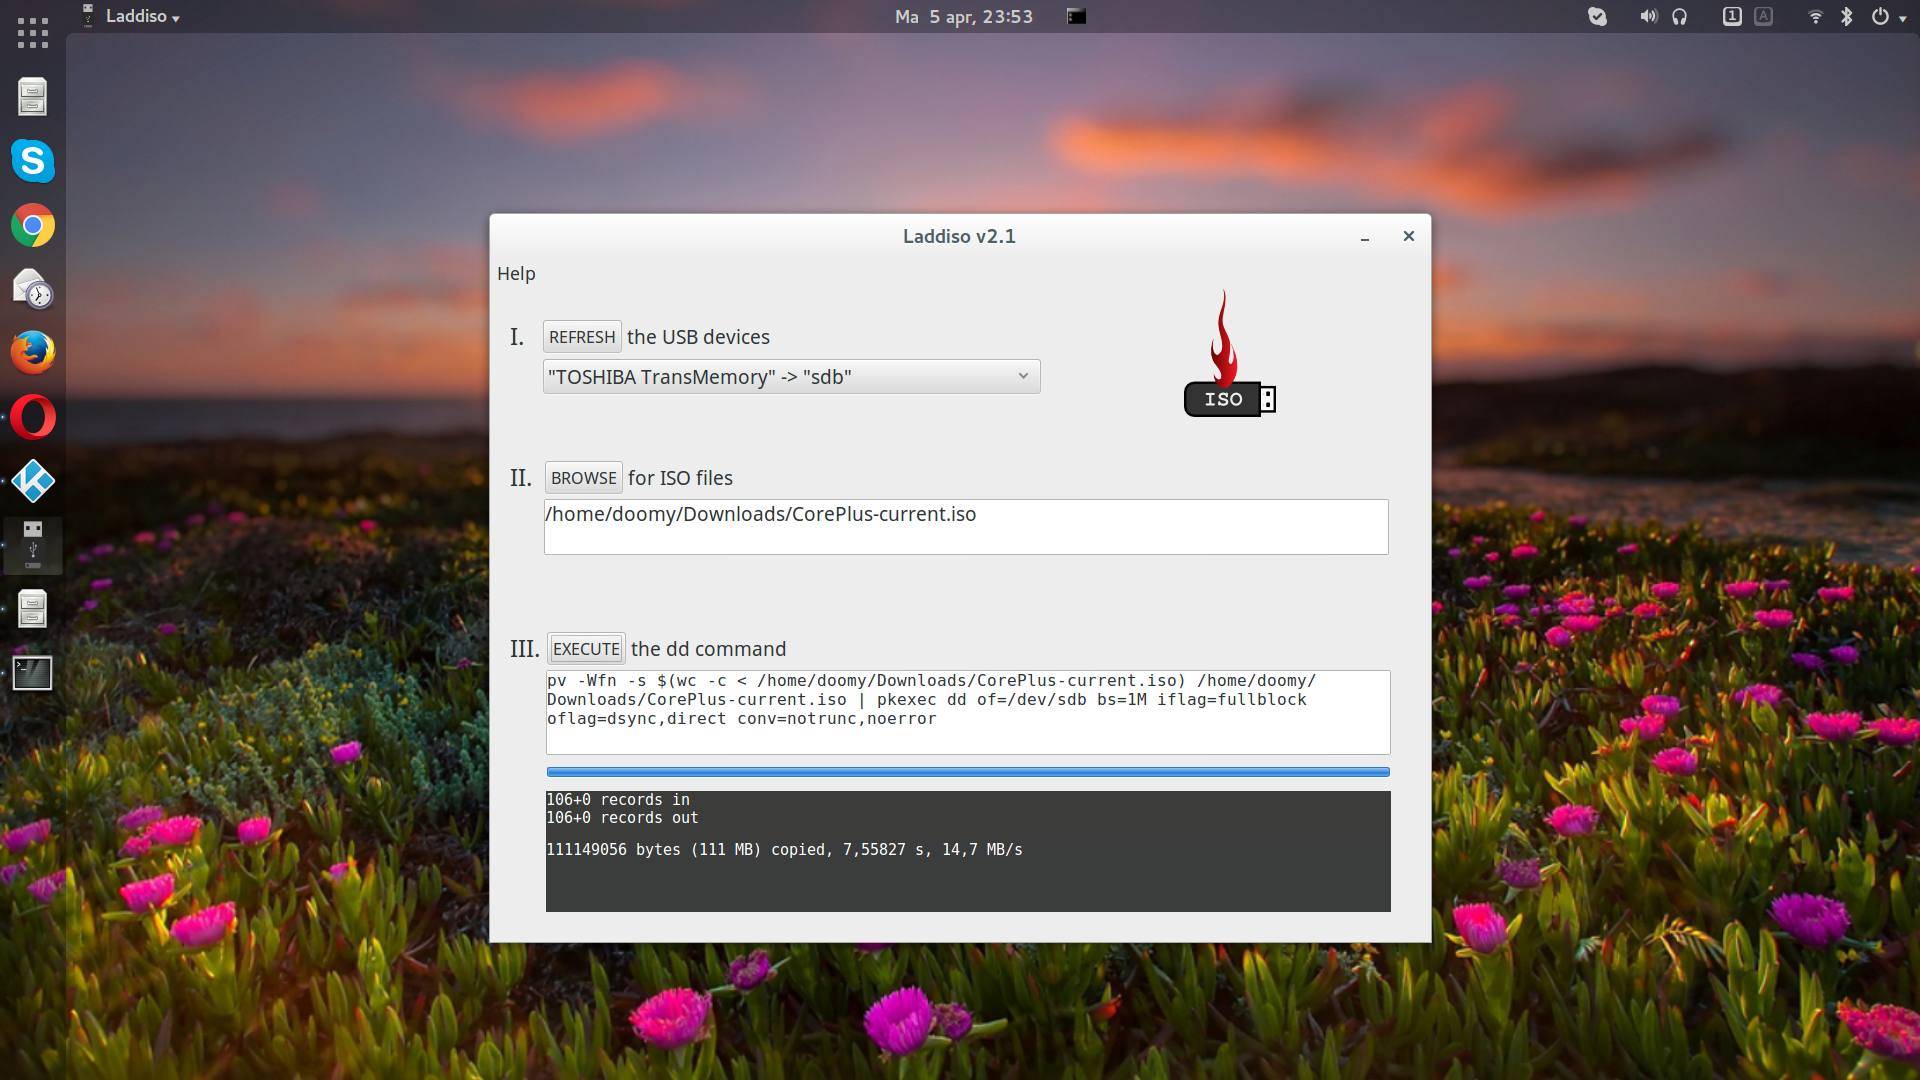 Laddiso
Ma 5 apr, 23:53
1 A
S
Laddiso v2.1
Help
I. REFRESH the USB devices
"TOSHIBA TransMemory" -> "sdb"
ISO
II. BROWSE for ISO files
/home/doomy/Downloads/CorePlus-current.iso
III. EXECUTE the dd command
pv -Wfn -s $(wc -c < /home/doomy/Downloads/CorePlus-current.iso) /home/doomy/
Downloads/CorePlus-current.iso | pkexec dd of=/dev/sdb bs=1M iflag=fullblock
oflag=dsync,direct conv=notrunc,noerror
106+0 records in
106+0 records out
111149056 bytes (111 MB) copied, 7,55827 s, 14,7 MB/s